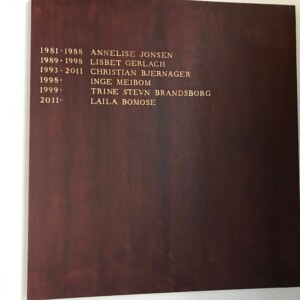 1981-1988 ANNELISE JONSEN
1989-1998 LISBET GERLACH
1993-2011 CHRISTIAN BJERNAGER
1998- INGE MEIBOM
1999- TRINE STEVN BRANDSBORG
2011- LAILA BOMOSE